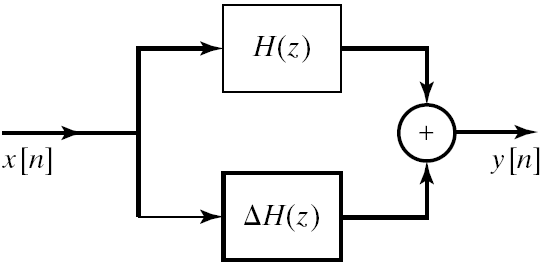 H(z)
+
x[n]
y[n]
ΔH(z)